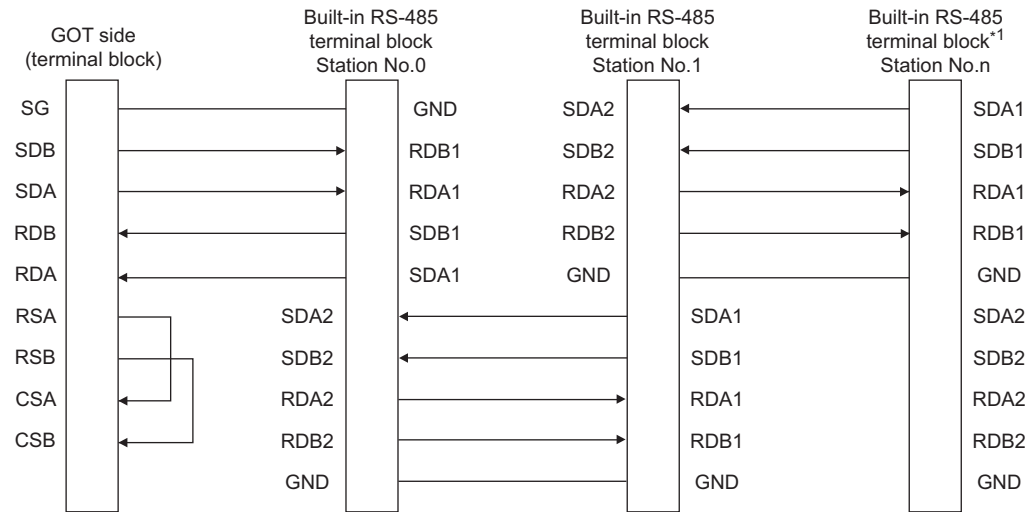 GOT side
(terminal block)
Built-in RS-485
terminal block
Station No.0
Built-in RS-485
terminal block
Station No.1
Built-in RS-485
terminal block*1
Station No.n
SG
GND
SDA2
SDA1
SDB
RDB1
SDB2
SDB1
SDA
RDA1
RDA2
RDA1
RDB
SDB1
RDB2
RDB1
RDA
SDA1
GND
GND
RSA
SDA2
SDA1
SDA2
RSB
SDB2
SDB1
SDB2
CSA
RDA2
RDA1
RDA2
CSB
RDB2
RDB1
RDB2
GND
GND
GND